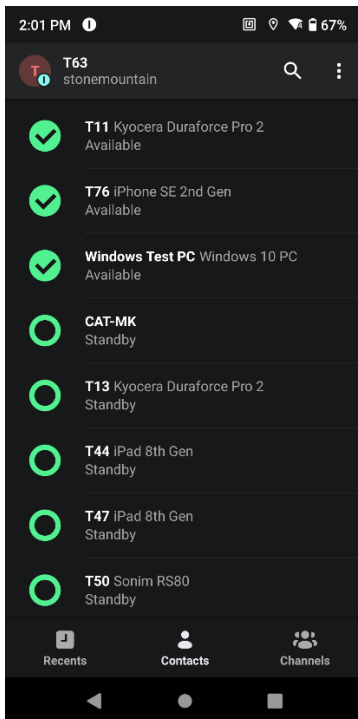 2:01 PM
67%
T63
T
stonemountain
T11 Kyocera Duraforce Pro 2
Available
T76 iPhone SE 2nd Gen
Available
Windows Test PC Windows 10 PC
Available
CAT-MK
Standby
T13 Kyocera Duraforce Pro 2
Standby
T44 iPad 8th Gen
Standby
T47 iPad 8th Gen
Standby
T50 Sonim RS80
Standby
Recents
Contacts
Channels